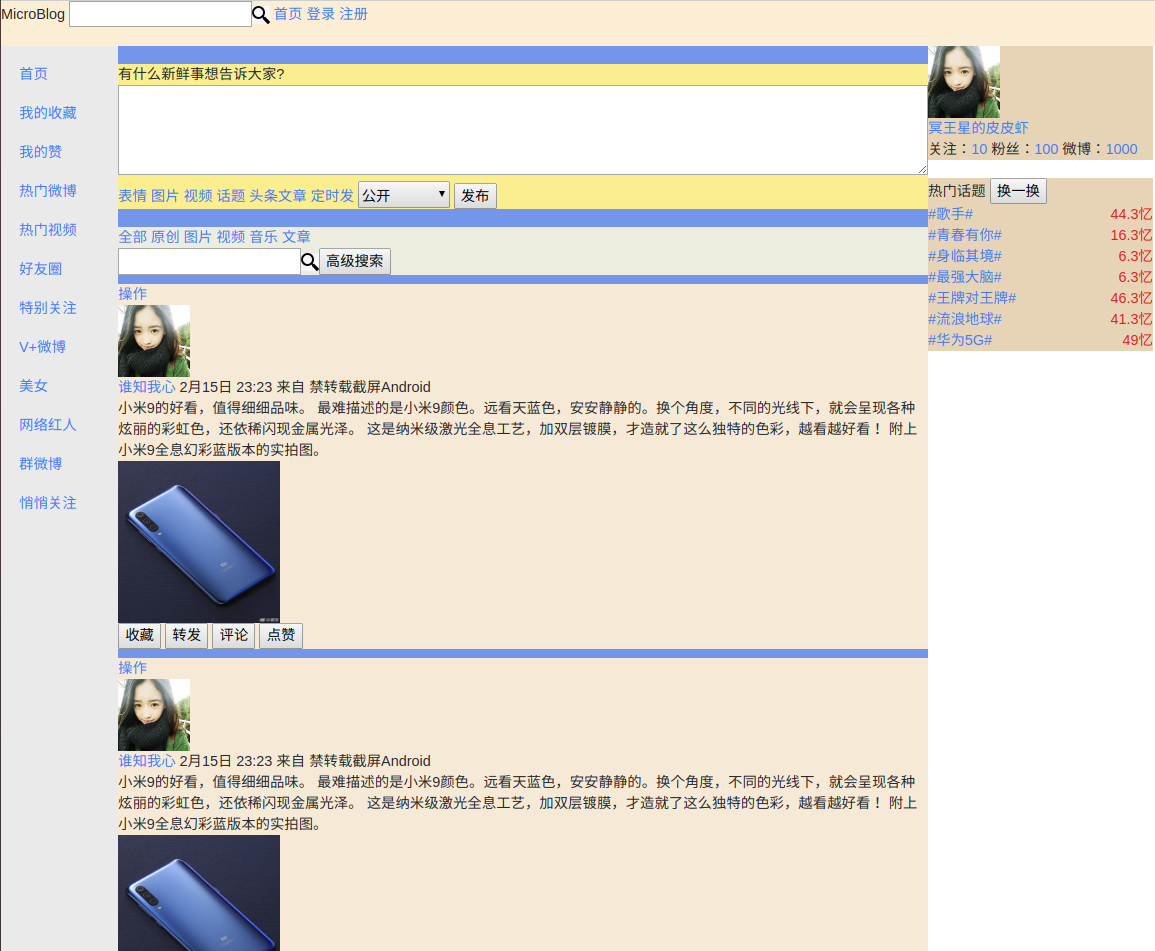 MicroBlog 首页 登录 注册
首页
我的收藏
我的赞
热门微博
热门视频
好友圈
特别关注
V+微博
美女
网络红人
群微博
悄悄关注
有什么新鲜事想告诉大家?
表情 图片 视频 话题 头条文章 定时发 公开 发布
全部 原创 图片 视频 音乐 文章
高级搜索
操作
谁知我心 2月15日 23:23 来自 禁转载截屏Android
小米9的好看，值得细细品味。 最难描述的是小米9颜色。远看天蓝色，安安静静的。换个角度，不同的光线下，就会呈现各种
炫丽的彩虹色，还依稀闪现金属光泽。 这是纳米级激光全息工艺，加双层镀膜，才造就了这么独特的色彩，越看越好看！ 附上
小米9全息幻彩蓝版本的实拍图。
收藏 转发 评论 点赞
操作
谁知我心 2月15日 23:23 来自 禁转载截屏Android
小米9的好看，值得细细品味。 最难描述的是小米9颜色。远看天蓝色，安安静静的。换个角度，不同的光线下，就会呈现各种
炫丽的彩虹色，还依稀闪现金属光泽。 这是纳米级激光全息工艺，加双层镀膜，才造就了这么独特的色彩，越看越好看！ 附上
小米9全息幻彩蓝版本的实拍图。
冥王星的皮皮虾
关注：10 粉丝：100 微博：1000
热门话题 换一换
#歌手# 44.3忆
#青春有你# 16.3忆
#身临其境# 6.3忆
#最强大脑# 6.3忆
#王牌对王牌# 46.3忆
#流浪地球# 41.3忆
#华为5G# 49忆